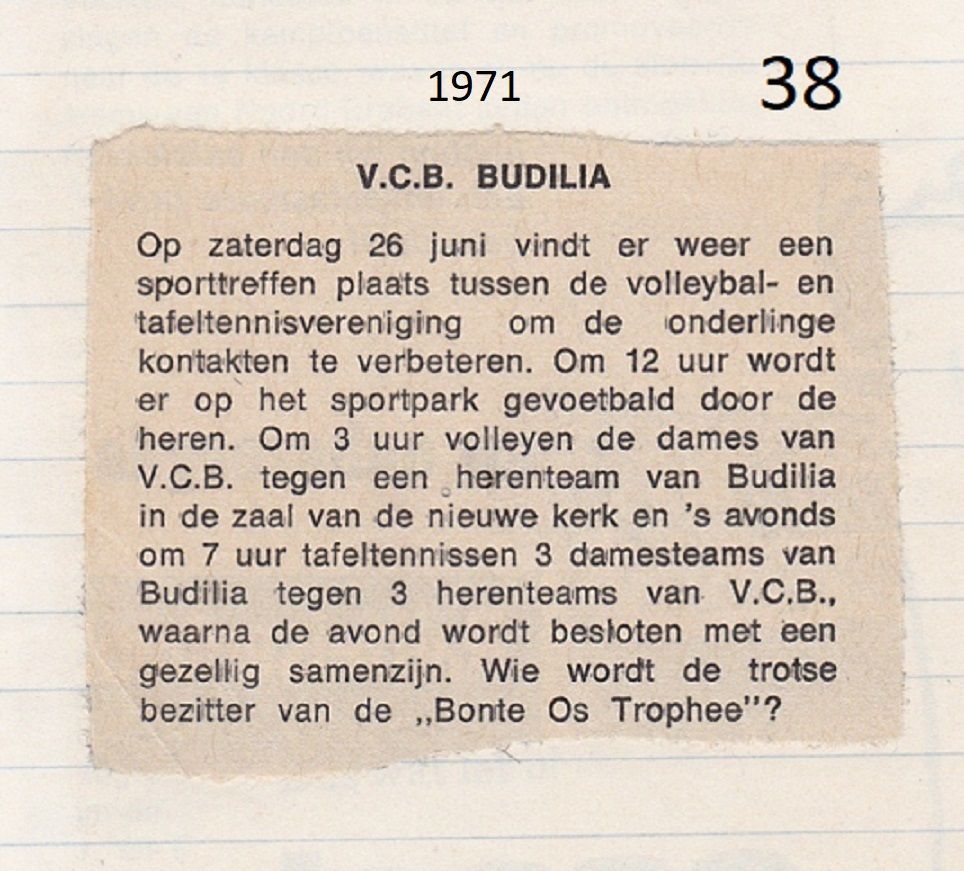 1971
38
V.C.B. BUDILIA
Op zaterdag 26 juni vindt er weer een
sporttreffen plaats tussen de volleybal- en
tafeltennisvereniging om de onderlinge
kontakten te verbeteren. Om 12 uur wordt
er op het sportpark gevoetbald door de
heren. Om 3 uur volleyen de dames van
V.C.B. tegen een herenteam van Budilia
in de zaal van de nieuwe kerk en 's avonds
om 7 uur tafeltennissen 3 damesteams van
Budilia tegen 3 herenteams van V.C.B.,
waarna de avond wordt besloten met een
gezellig samenzijn. Wie wordt de trotse
bezitter van de „Bonte Os Trophee"?